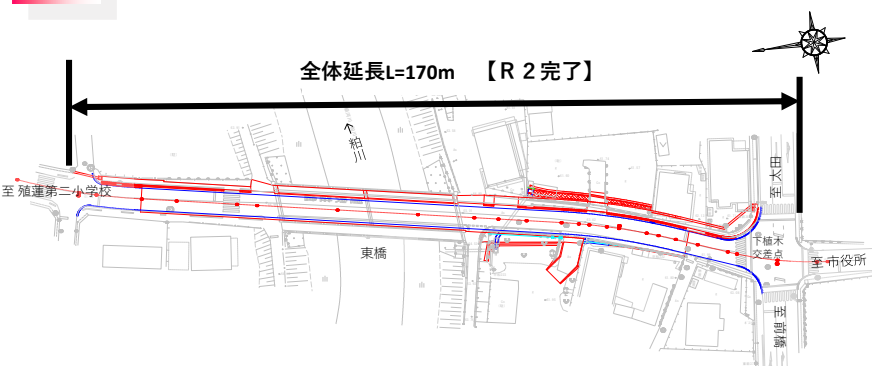 全体延長L=170m 【R2完了】
粕川
至 殖蓮第二小学校
東橋
至 太田
下植木
交差点
至 市役所
至 前橋